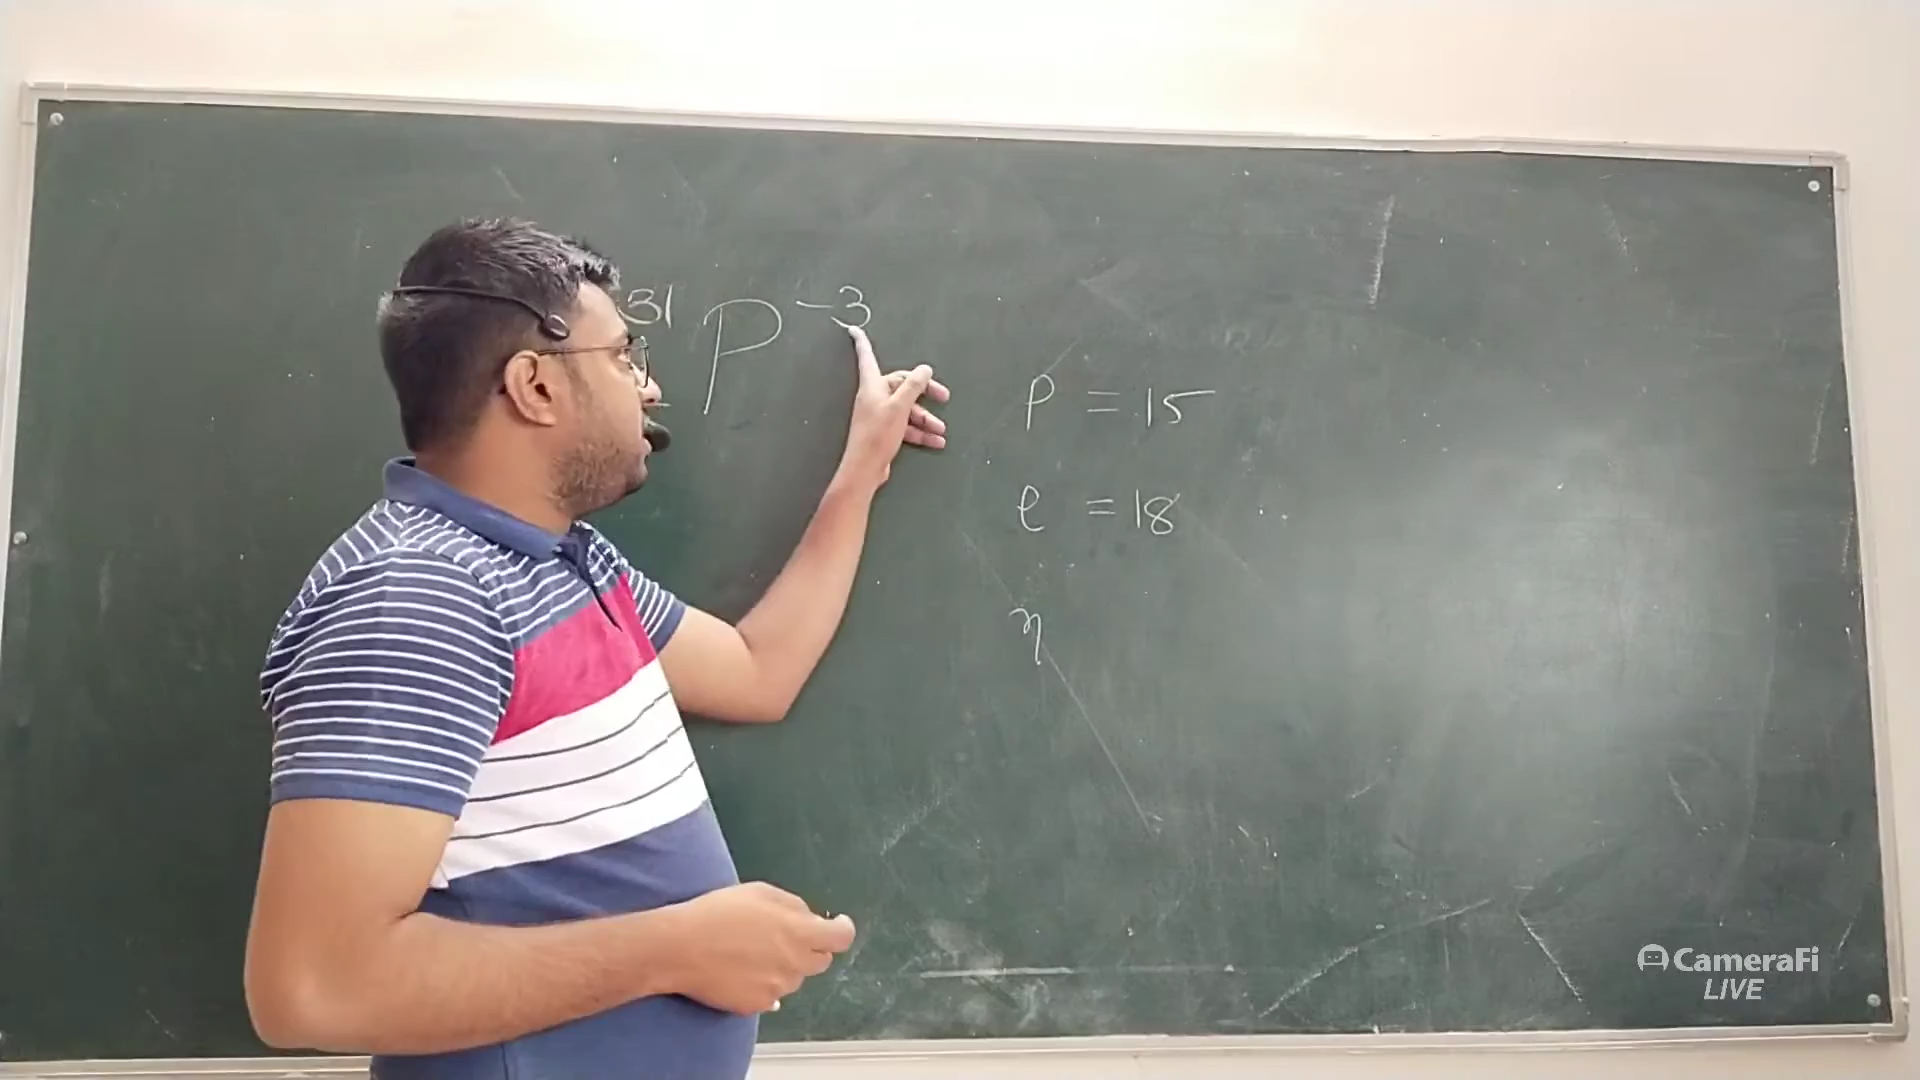 31 P -3
P = 15
e = 18
η
CameraFi
LIVE